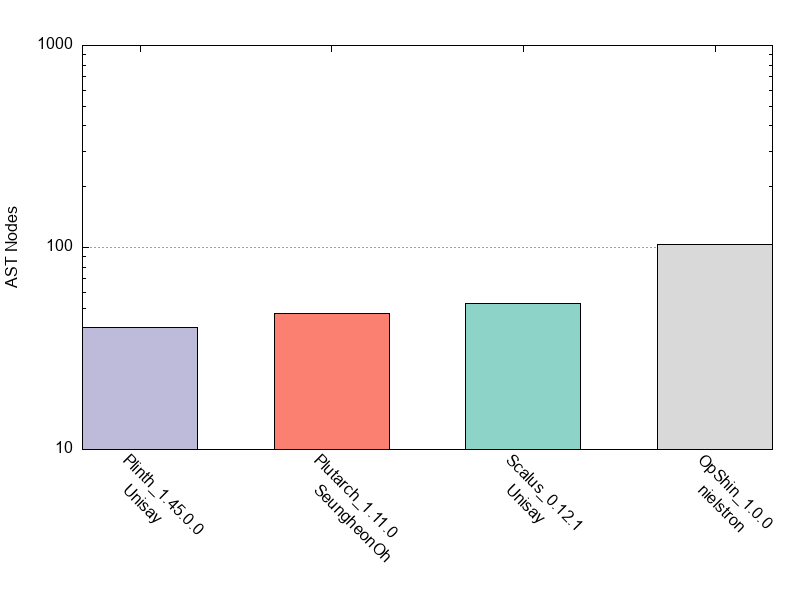 1000
100
10
AST Nodes
Plinth_1.45.0.0
Unisay
Plutarch_1.11.0
SeungheonOh
Scalus_0.12.1
Unisay
OpShin_1.0.0
nielstron